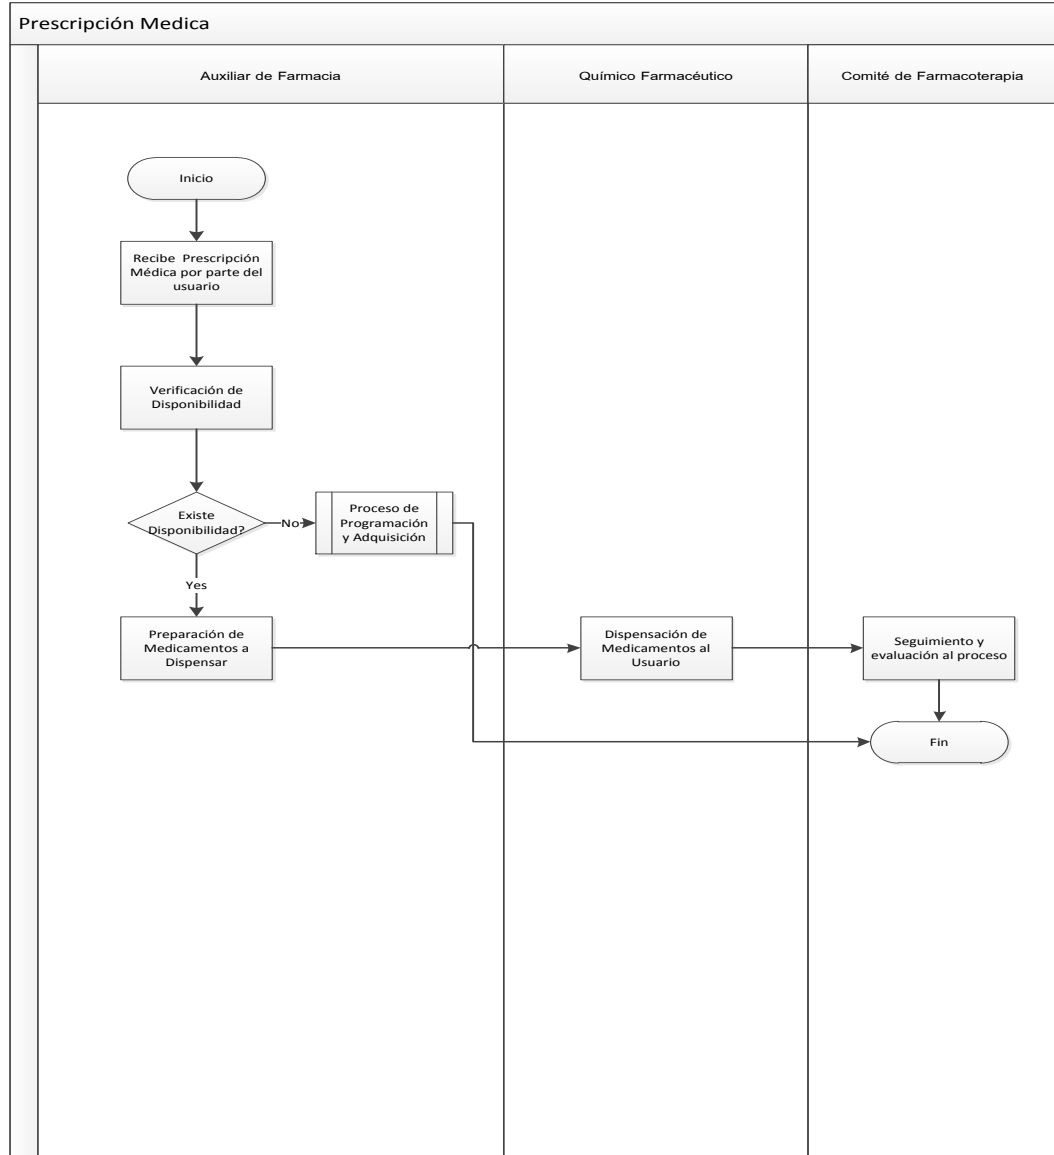 Prescripción Medica
Auxiliar de Farmacia
Químico Farmacéutico
Comité de Farmacoterapia
Inicio
Recibe Prescripción
Médica por parte del
usuario
Verificación de
Disponibilidad
Existe
Disponibilidad?
No
Proceso de
Programación
y Adquisición
Yes
Preparación de
Medicamentos a
Dispensar
Dispensación de
Medicamentos al
Usuario
Seguimiento y
evaluación al proceso
Fin